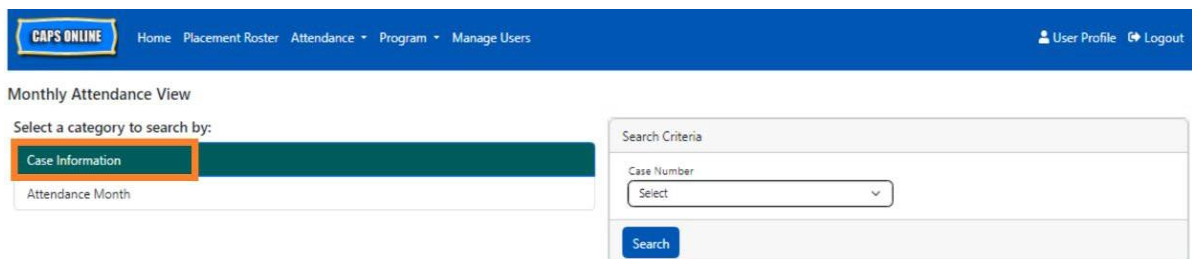 CAPS ONLINE Home Placement Roster Attendance Program Manage Users User Profile Logout
Monthly Attendance View
Select a category to search by:
Case Information
Attendance Month
Search Criteria
Case Number
Select
Search